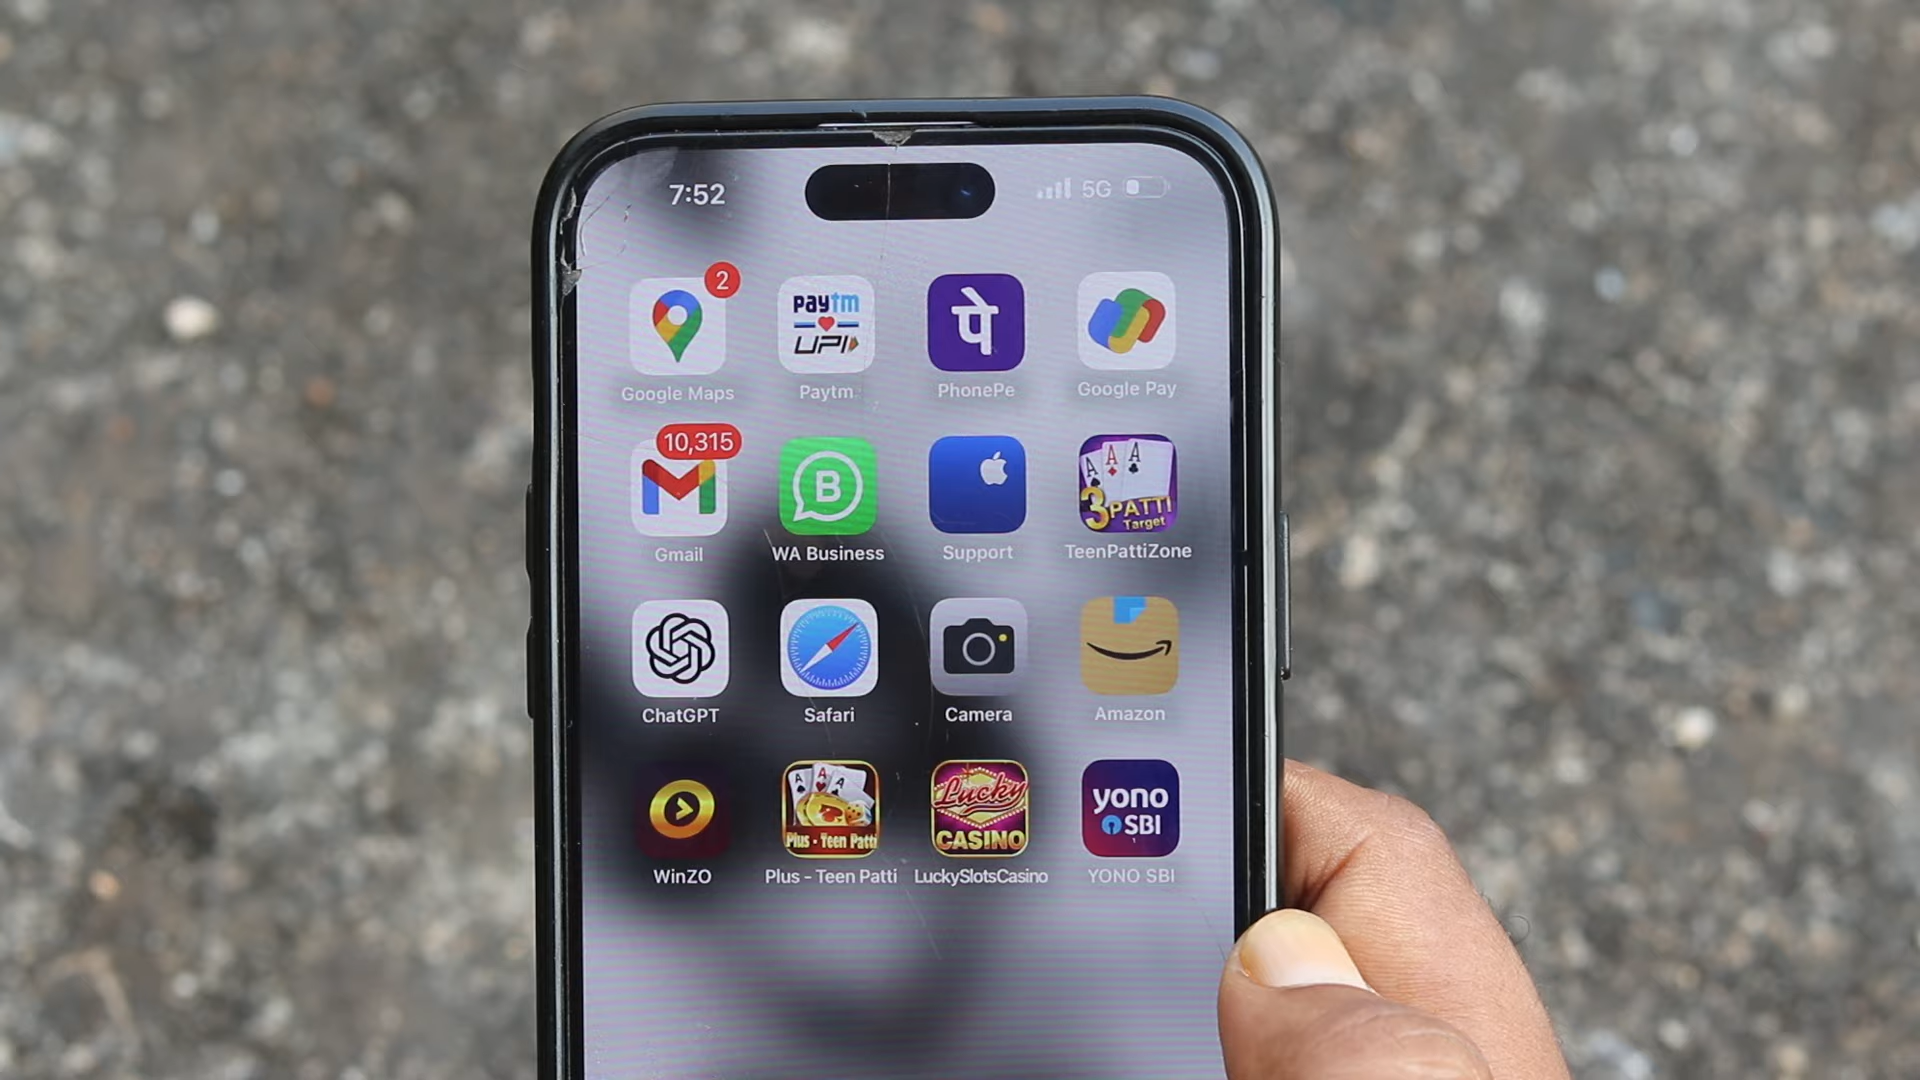 7:52
5G
2
paytm
UPI
पे
Google Maps
Paytm
PhonePe
Google Pay
10,315
B
A A A
3 PATTI
Target
Gmail
WA Business
Support
TeenPattiZone
ChatGPT
Safari
Camera
Amazon
A A A
Plus - Teen Patti
Lucky
CASINO
yono
SBI
WinZO
Plus - Teen Patti
LuckySlotsCasino
YONO SBI